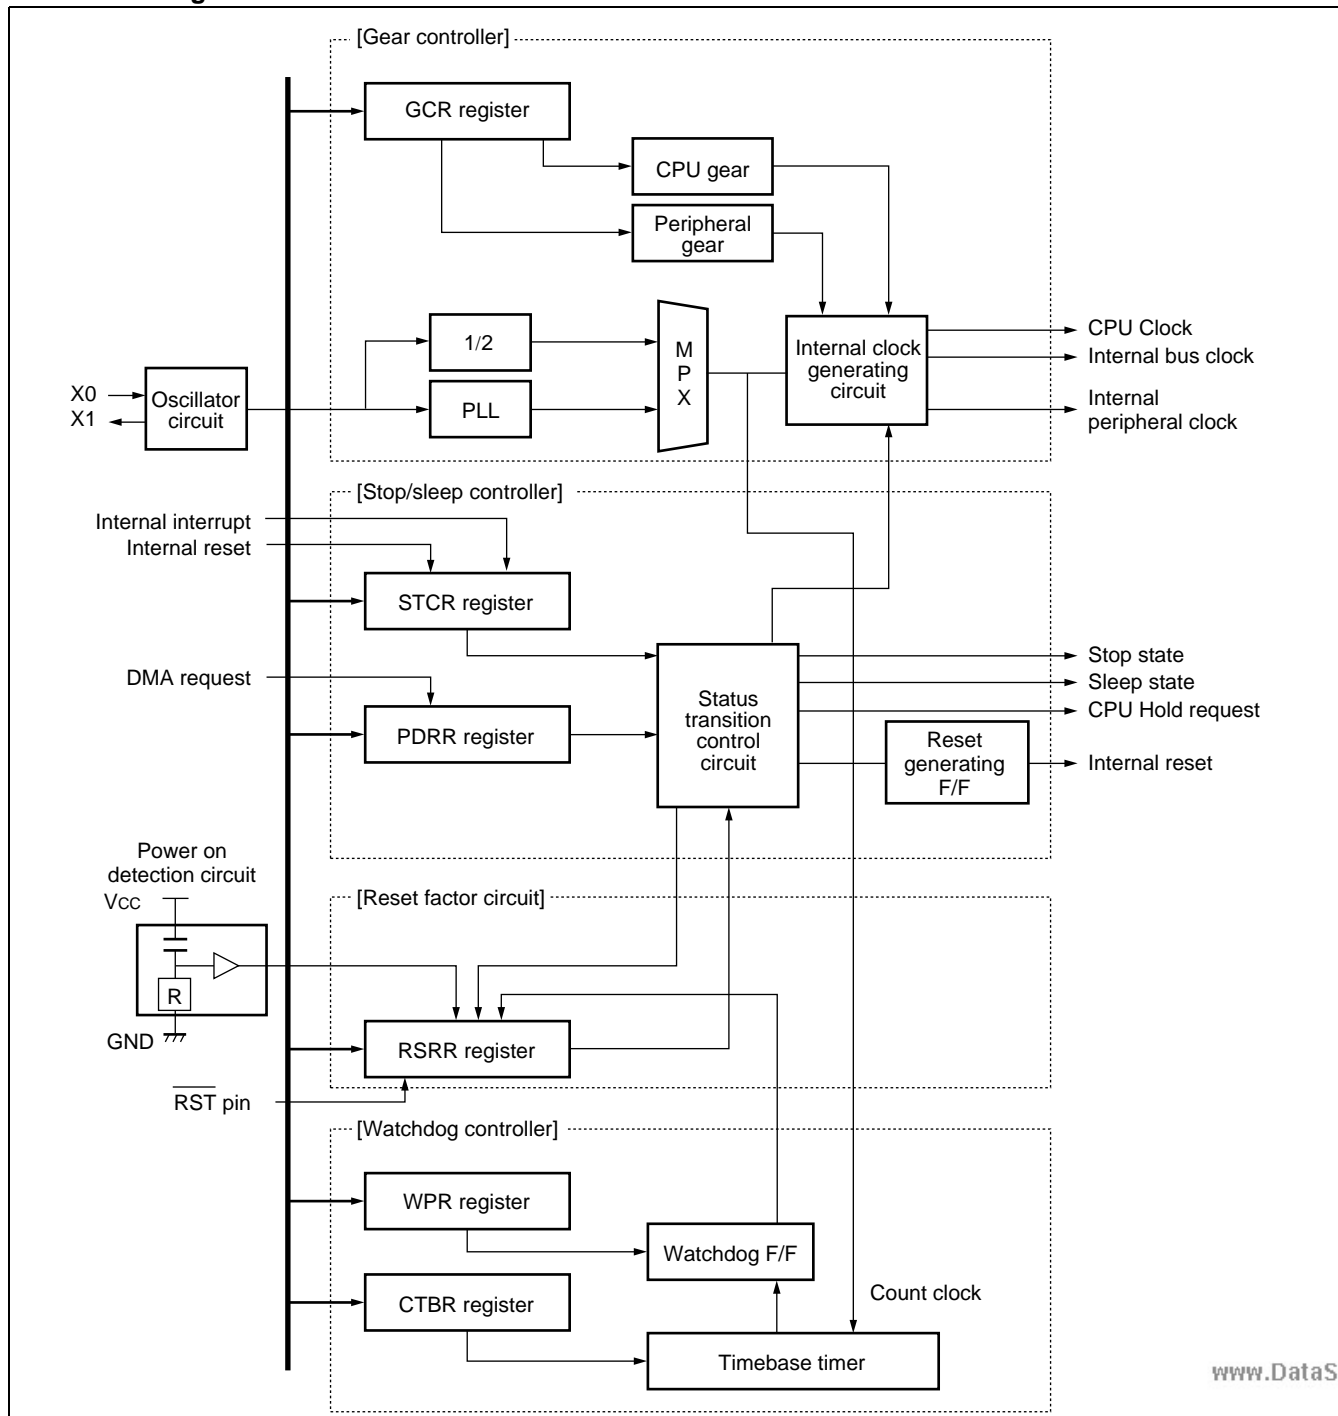 [Gear controller]
GCR register
CPU gear
Peripheral
gear
1/2
PLL
M
P
X
Internal clock
generating
circuit
CPU Clock
Internal bus clock
Internal
peripheral clock
X0
X1
Oscillator
circuit
[Stop/sleep controller]
Internal interrupt
Internal reset
STCR register
DMA request
PDRR register
Status
transition
control
circuit
Stop state
Sleep state
CPU Hold request
Reset
generating
F/F
Internal reset
Power on
detection circuit
VCC
R
GND
[Reset factor circuit]
RSRR register
RST pin
[Watchdog controller]
WPR register
Watchdog F/F
CTBR register
Count clock
Timebase timer
www.DataS